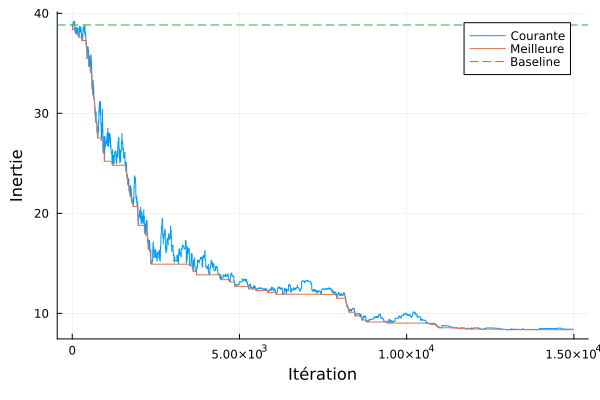 40
30
20
10
Inertie
Courante
Meilleure
Baseline
0
5.00×10³
1.00×10⁴
1.50×10⁴
Itération